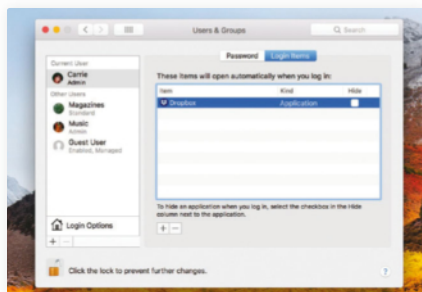 Users & Groups
Search
Password
Login Items
Current User
Carrie
Admin
Other Users
Magazines
Standard
Music
Admin
Guest User
Enabled, Managed
Login Options
These items will open automatically when you log in:
Item Kind Hide
Dropbox Application
To hide an application when you log in, select the checkbox in the Hide
column next to the application.
+ −
+ −
Click the lock to prevent further changes.
?